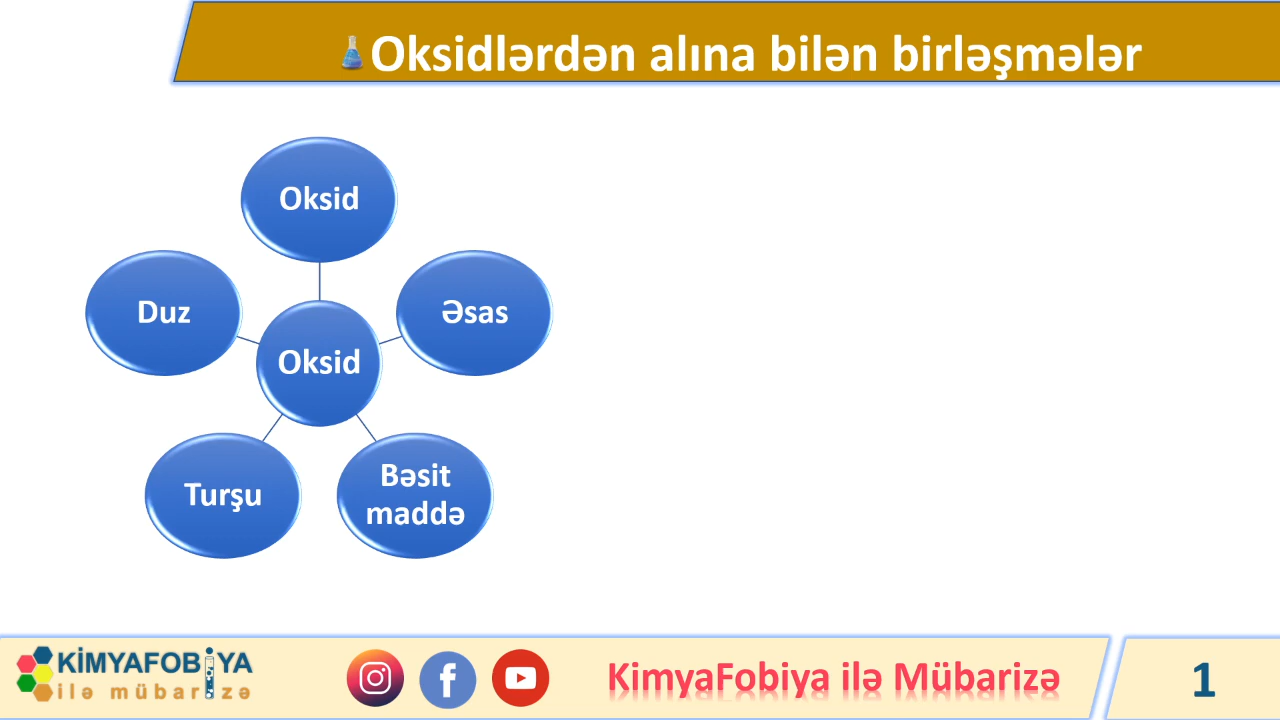 Oksidlərdən alına bilən birləşmələr
Oksid
Duz
Əsas
Oksid
Turşu
Bəsit
maddə
KİMYAFOBİYA
ilə mübarizə
KimyaFobiya ilə Mübarizə
1